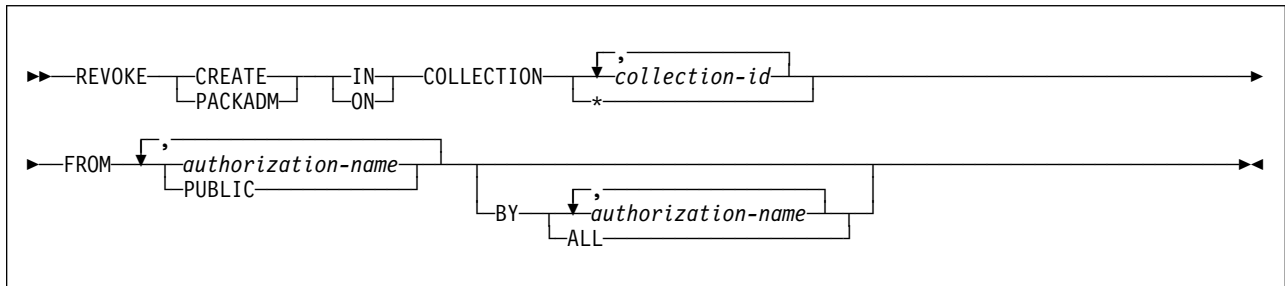 ,
REVOKE CREATE IN COLLECTION collection-id
PACKADM ON *
,
FROM authorization-name
PUBLIC
,
BY authorization-name
ALL